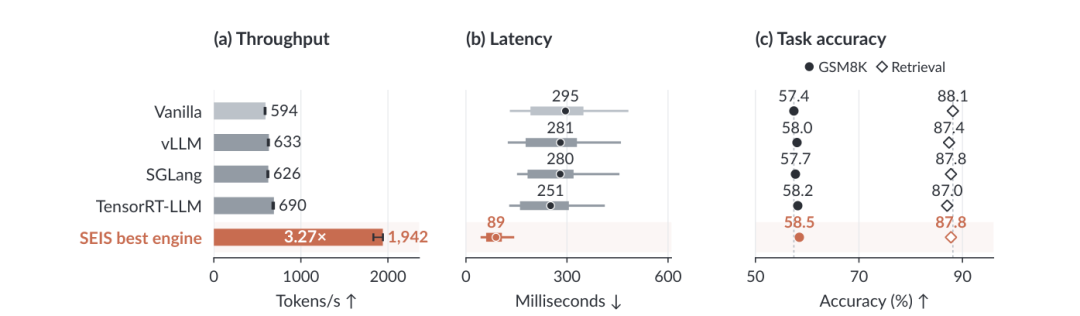 (a) Throughput
(b) Latency
(c) Task accuracy
● GSM8K ◇ Retrieval
Vanilla
594
295
57.4
88.1
vLLM
633
281
58.0
87.4
SGLang
626
280
57.7
87.8
TensorRT-LLM
690
251
58.2
87.0
SEIS best engine
3.27×
1,942
89
58.5
87.8
0 1000 2000
0 300 600
50 70 90
Tokens/s ↑
Milliseconds ↓
Accuracy (%) ↑